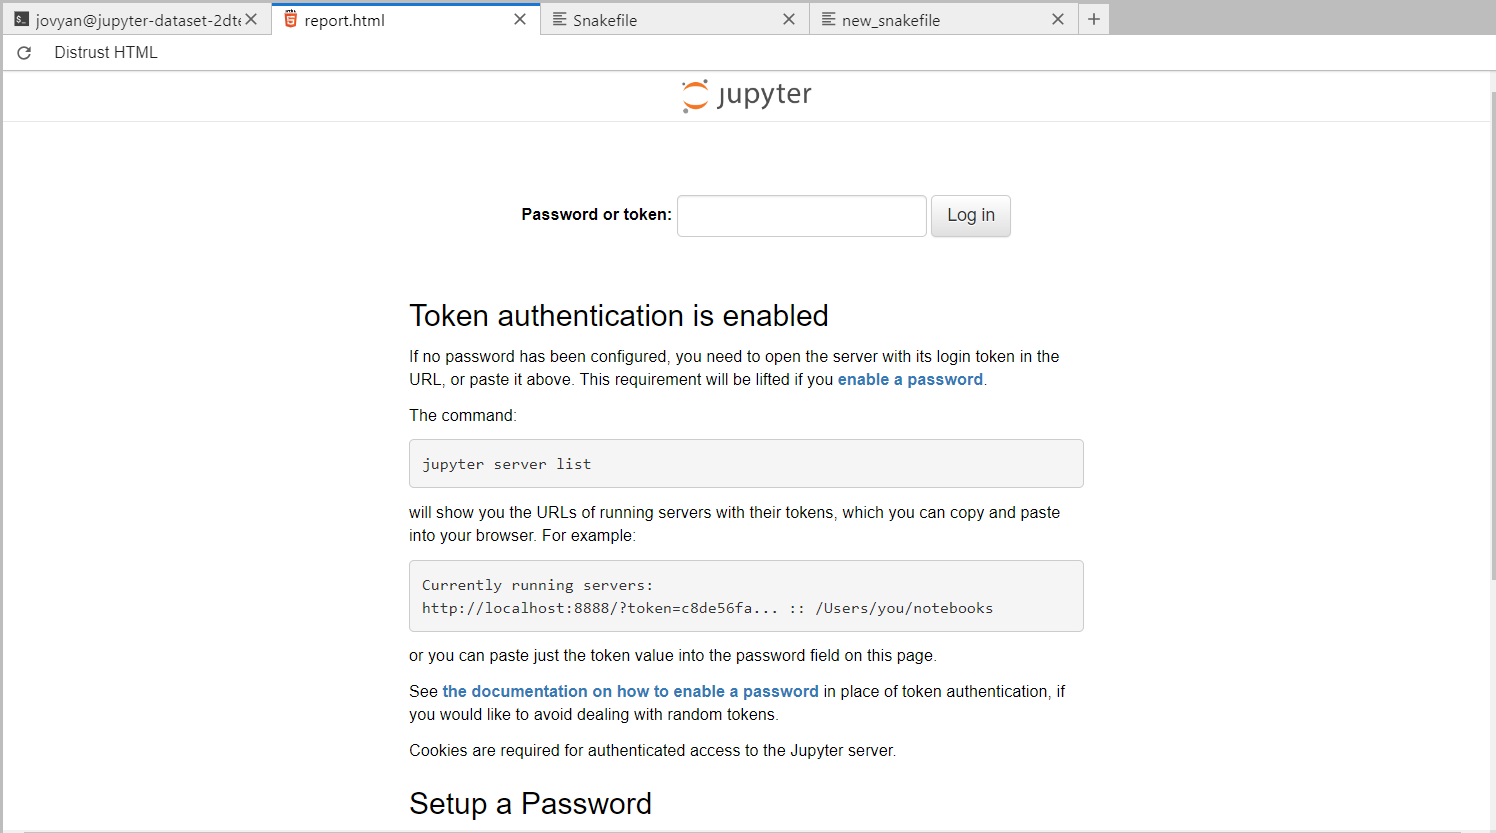 jovyan@jupyter-dataset-2dte
report.html
Snakefile
new_snakefile
Distrust HTML
jupyter
Password or token:
Log in
Token authentication is enabled
If no password has been configured, you need to open the server with its login token in the
URL, or paste it above. This requirement will be lifted if you enable a password.
The command:
jupyter server list
will show you the URLs of running servers with their tokens, which you can copy and paste
into your browser. For example:
Currently running servers:
http://localhost:8888/?token=c8de56fa... :: /Users/you/notebooks
or you can paste just the token value into the password field on this page.
See the documentation on how to enable a password in place of token authentication, if
you would like to avoid dealing with random tokens.
Cookies are required for authenticated access to the Jupyter server.
Setup a Password